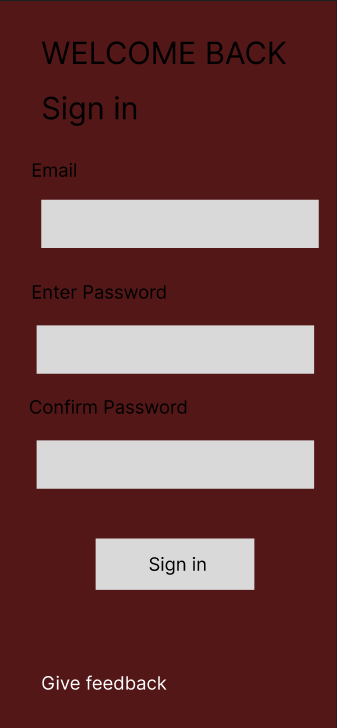 WELCOME BACK
Sign in
Email
Enter Password
Confirm Password
Sign in
Give feedback